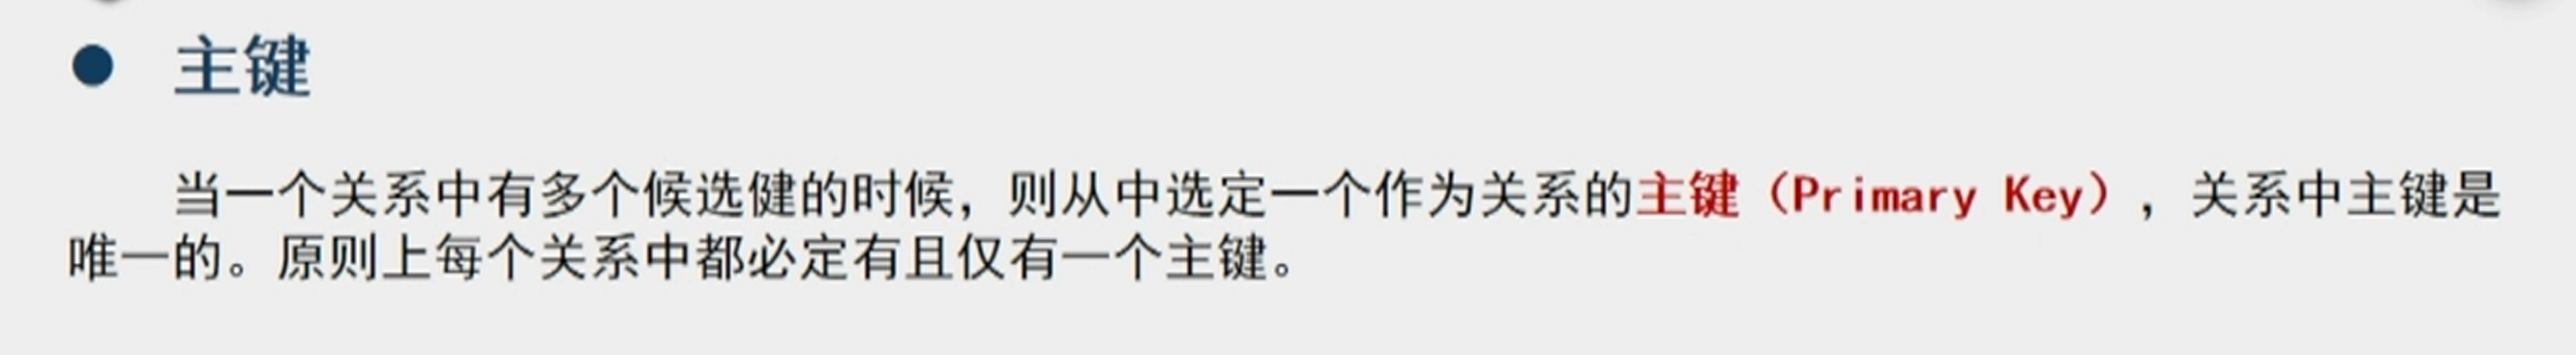 ● 主键
当一个关系中有多个候选健的时候，则从中选定一个作为关系的主键（Primary Key），关系中主键是
唯一的。原则上每个关系中都必定有且仅有一个主键。